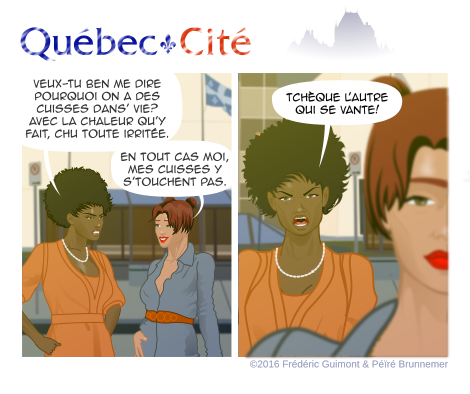 Québec⚜Cité
VEUX-TU BEN ME DIRE
POURQUOI ON A DES
CUISSES DANS' VIE?
AVEC LA CHALEUR QU'Y
FAIT, CHU TOUTE IRRITÉE.
EN TOUT CAS MOI,
MES CUISSES Y
S'TOUCHENT PAS.
TCHÈQUE L'AUTRE
QUI SE VANTE!
©2016 Frédéric Guimont & Péïré Brunnemer